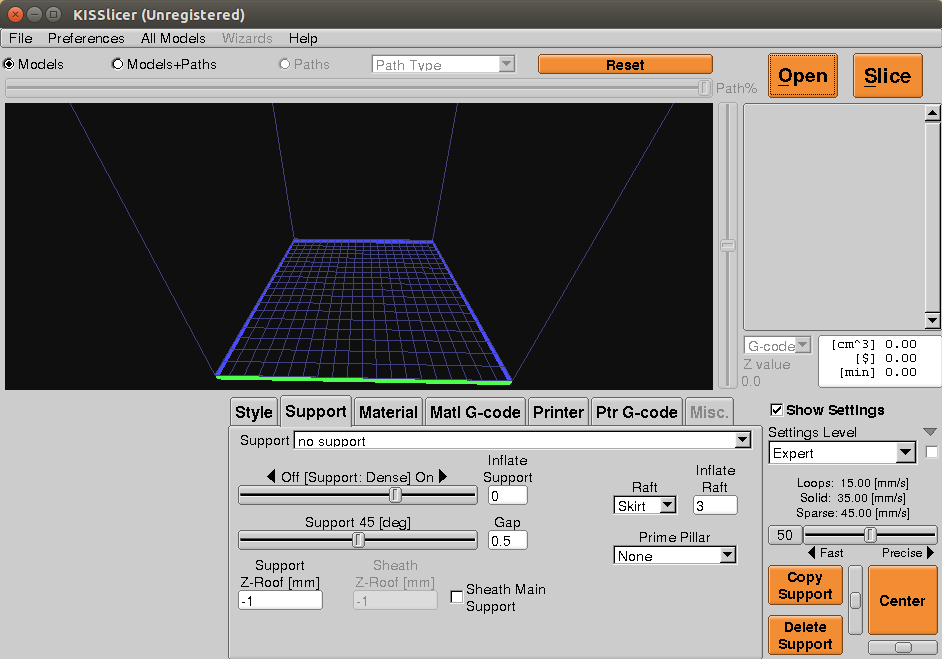 KISSlicer (Unregistered)
File Preferences All Models Wizards Help
Models Models+Paths Paths Path Type Reset Open Slice
Path%
G-code
Z value
0.0
[cm^3] 0.00
[$] 0.00
[min] 0.00
Style Support Material Matl G-code Printer Ptr G-code Misc.
Show Settings
Support no support
Settings Level
Expert
Off [Support: Dense] On
Inflate
Support
0
Raft
Skirt
Inflate
Raft
3
Loops: 15.00 [mm/s]
Solid: 35.00 [mm/s]
Sparse: 45.00 [mm/s]
Support 45 [deg]
Gap
0.5
Prime Pillar
None
50
Fast Precise
Support
Z-Roof [mm]
-1
Sheath
Z-Roof [mm]
-1
Sheath Main
Support
Copy
Support
Center
Delete
Support